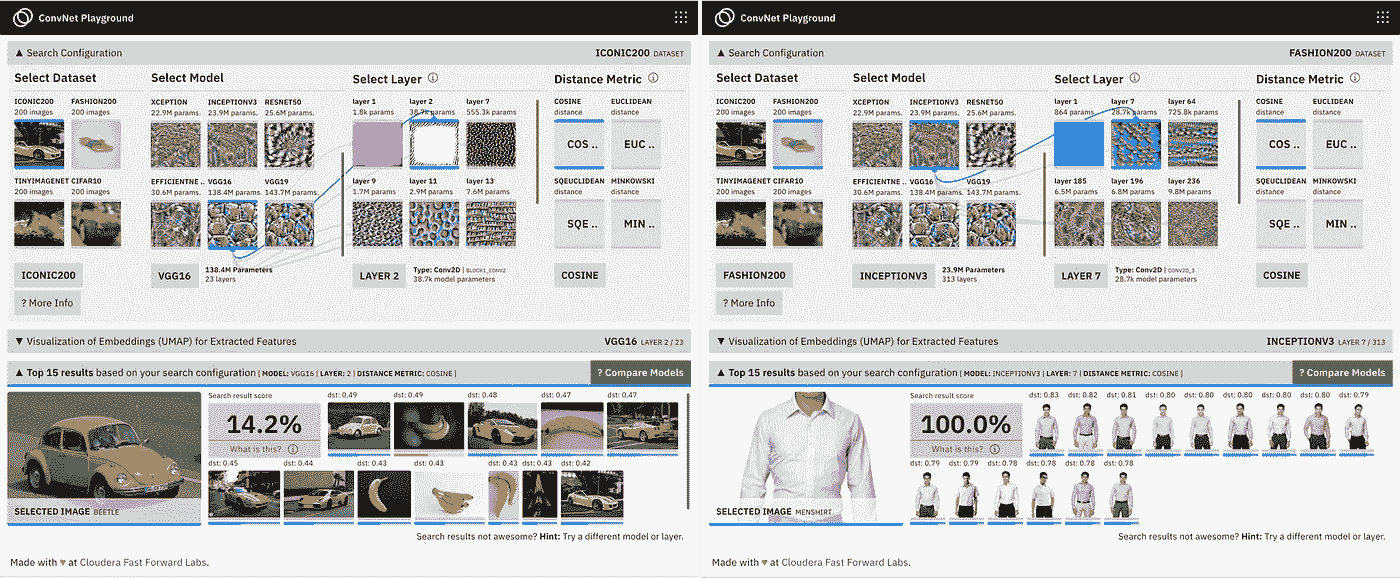 ConvNet Playground
▲ Search Configuration
ICONIC200 DATASET
Select Dataset
Select Model
Select Layer
Distance Metric
ICONIC200 FASHION200 XCEPTION INCEPTIONV3 RESNET50 layer 1 layer 2 layer 7 COSINE EUCLIDEAN
200 images 200 images 22.9M params. 23.9M params. 25.6M params. 1.8k params 38.7k params 555.3k params distance distance
COS .. EUC ..
TINYIMAGENET CIFAR10 EFFICIENTNE .. VGG16 VGG19 layer 9 layer 11 layer 13 SQEUCLIDEAN MINKOWSKI
200 images 200 images 30.6M params. 138.4M params. 143.7M params. 1.7M params 2.9M params 7.6M params distance distance
SQE .. MIN ..
ICONIC200 VGG16 138.4M Parameters LAYER 2 Type: Conv2D | BLOCK1_CONV2 COSINE
23 layers 38.7k model parameters
? More Info
▼ Visualization of Embeddings (UMAP) for Extracted Features
VGG16 LAYER 2 / 23
▲ Top 15 results based on your search configuration [ MODEL: VGG16 | LAYER: 2 | DISTANCE METRIC: COSINE ]
? Compare Models
Search result score dst: 0.49 dst: 0.49 dst: 0.48 dst: 0.47 dst: 0.47
14.2%
What is this?
dst: 0.45 dst: 0.44 dst: 0.43 dst: 0.43 dst: 0.43 dst: 0.43 dst: 0.42
SELECTED IMAGE BEETLE
Search results not awesome? Hint: Try a different model or layer.
Made with ♥ at Cloudera Fast Forward Labs.
ConvNet Playground
▲ Search Configuration
FASHION200 DATASET
Select Dataset
Select Model
Select Layer
Distance Metric
ICONIC200 FASHION200 XCEPTION INCEPTIONV3 RESNET50 layer 1 layer 7 layer 64 COSINE EUCLIDEAN
200 images 200 images 22.9M params. 23.9M params. 25.6M params. 864 params 28.7k params 725.8k params distance distance
COS .. EUC ..
TINYIMAGENET CIFAR10 EFFICIENTNE .. VGG16 VGG19 layer 185 layer 196 layer 236 SQEUCLIDEAN MINKOWSKI
200 images 200 images 30.6M params. 138.4M params. 143.7M params. 6.5M params 6.8M params 9.8M params distance distance
SQE .. MIN ..
FASHION200 INCEPTIONV3 23.9M Parameters LAYER 7 Type: Conv2D | CONV2D_3 COSINE
313 layers 28.7k model parameters
? More Info
▼ Visualization of Embeddings (UMAP) for Extracted Features
INCEPTIONV3 LAYER 7 / 313
▲ Top 15 results based on your search configuration [ MODEL: INCEPTIONV3 | LAYER: 7 | DISTANCE METRIC: COSINE ]
? Compare Models
Search result score dst: 0.83 dst: 0.82 dst: 0.81 dst: 0.80 dst: 0.80 dst: 0.80 dst: 0.80 dst: 0.80 dst: 0.79
100.0%
What is this?
dst: 0.79 dst: 0.79 dst: 0.78 dst: 0.78 dst: 0.78 dst: 0.78
SELECTED IMAGE MENSHIRT
Search results not awesome? Hint: Try a different model or layer.
Made with ♥ at Cloudera Fast Forward Labs.